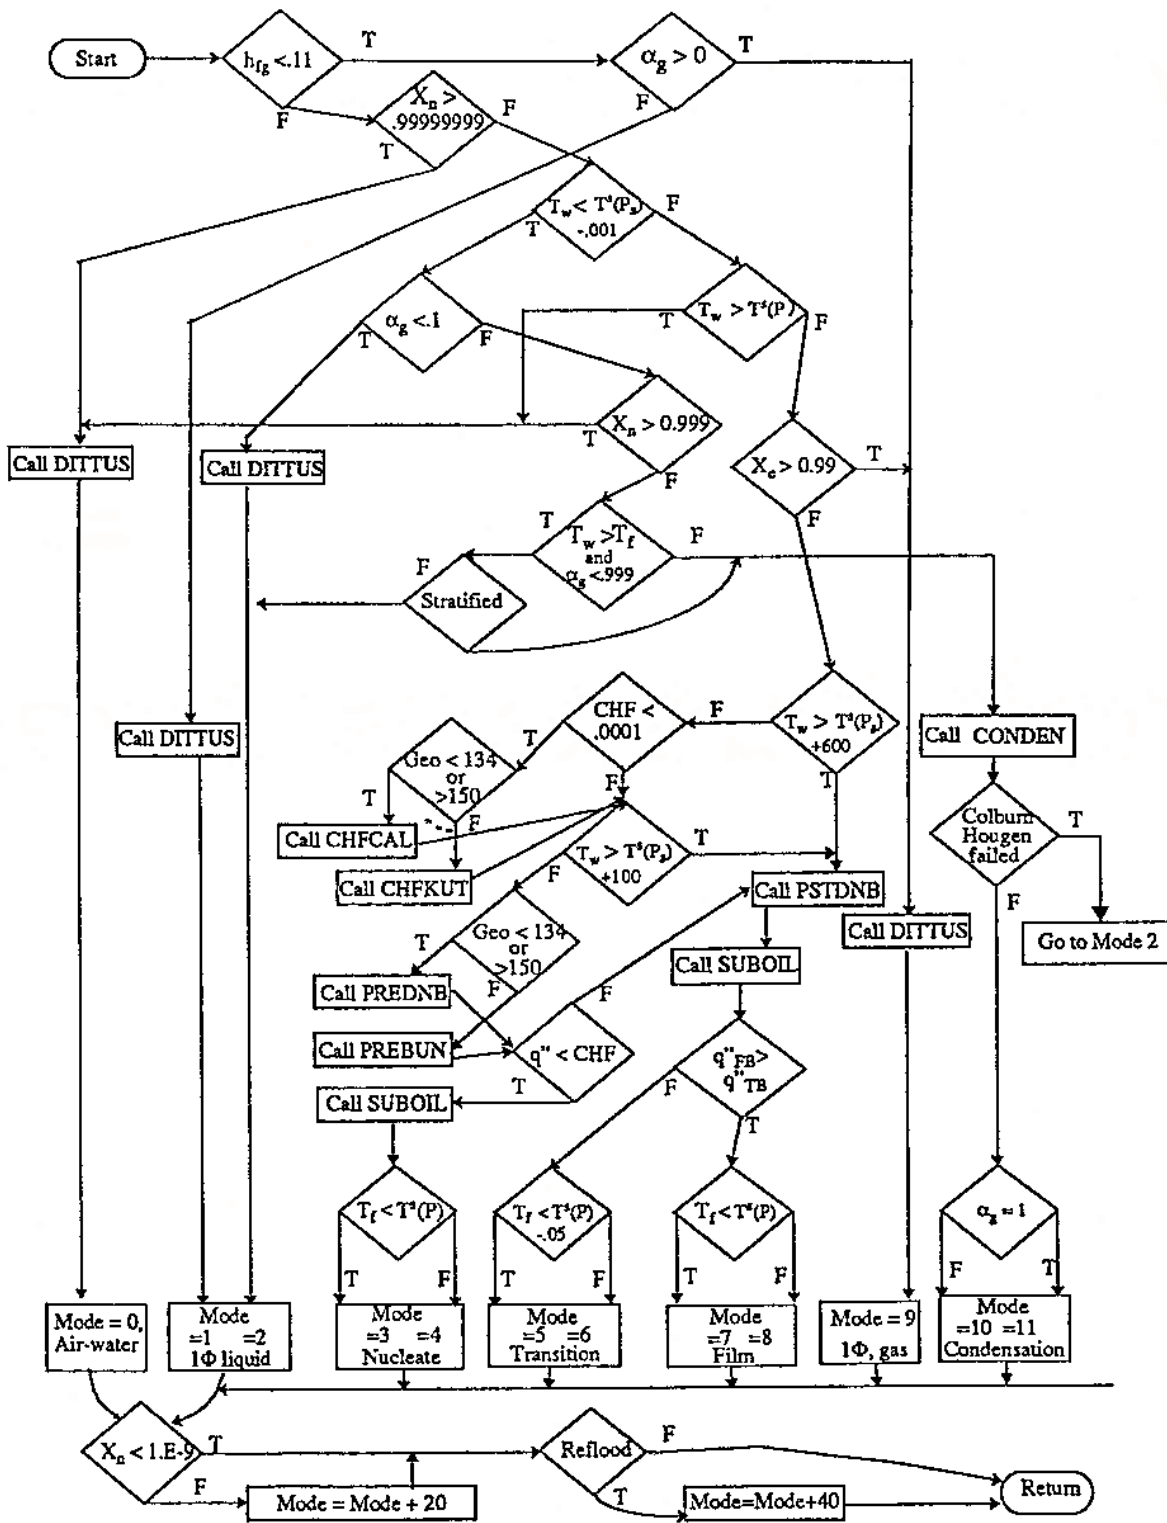 Start
h_fg <.11
T
α_g > 0
T
F
X_n >
.99999999
F
F
T
T_w < T^s(P_s)
-.001
F
T
T_w > T^s(P)
α_g <.1
T
F
T
F
X_n > 0.999
T
X_e > 0.99
T
Call DITTUS
Call DITTUS
F
F
T
T_w >T_f
and
α_g <.999
F
F
Stratified
CHF <
.0001
F
T_w > T^s(P_s)
+600
Call DITTUS
Call CONDEN
T
Geo < 134
or
>150
T
F
F
T
Colburn
Hougen
failed
T
Call CHFCAL
T_w > T^s(P_s)
+100
T
F
Call CHFKUT
Call PSTDNB
F
Geo < 134
or
>150
T
Call DITTUS
Go to Mode 2
Call SUBOIL
Call PREDNB
F
F
Call PREBUN
q" < CHF
q"_FB >
q"_TB
T
F
Call SUBOIL
T
T_f < T^s(P)
T_f < T^s(P)
-.05
T_f < T^s(P)
α_g = 1
T
F
T
F
T
F
F
T
Mode = 0,
Air-water
Mode
=1 =2
1Φ liquid
Mode
=3 =4
Nucleate
Mode
=5 =6
Transition
Mode
=7 =8
Film
Mode = 9
1Φ, gas
Mode
=10 =11
Condensation
X_n < 1.E-9
T
Reflood
F
F
Mode = Mode + 20
T
Mode=Mode+40
Return